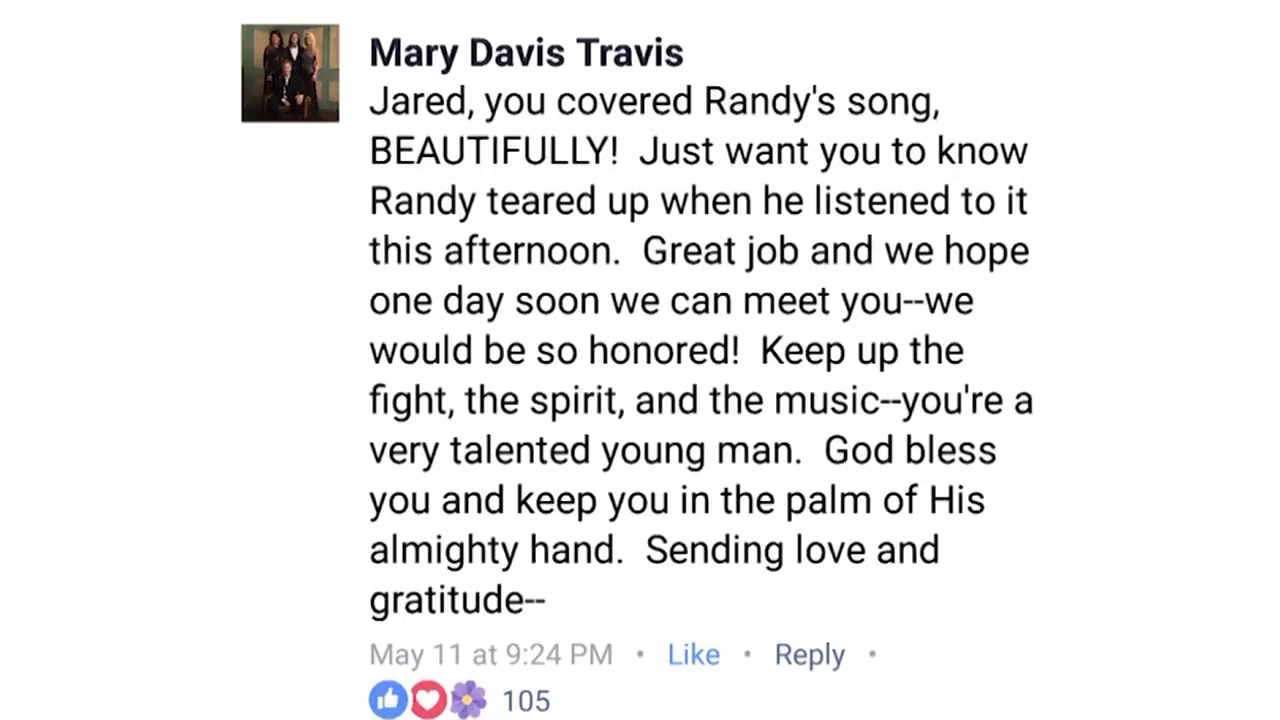 Mary Davis Travis
Jared, you covered Randy's song,
BEAUTIFULLY!  Just want you to know
Randy teared up when he listened to it
this afternoon.  Great job and we hope
one day soon we can meet you--we
would be so honored!  Keep up the
fight, the spirit, and the music--you're a
very talented young man.  God bless
you and keep you in the palm of His
almighty hand.  Sending love and
gratitude--
May 11 at 9:24 PM • Like • Reply •
105